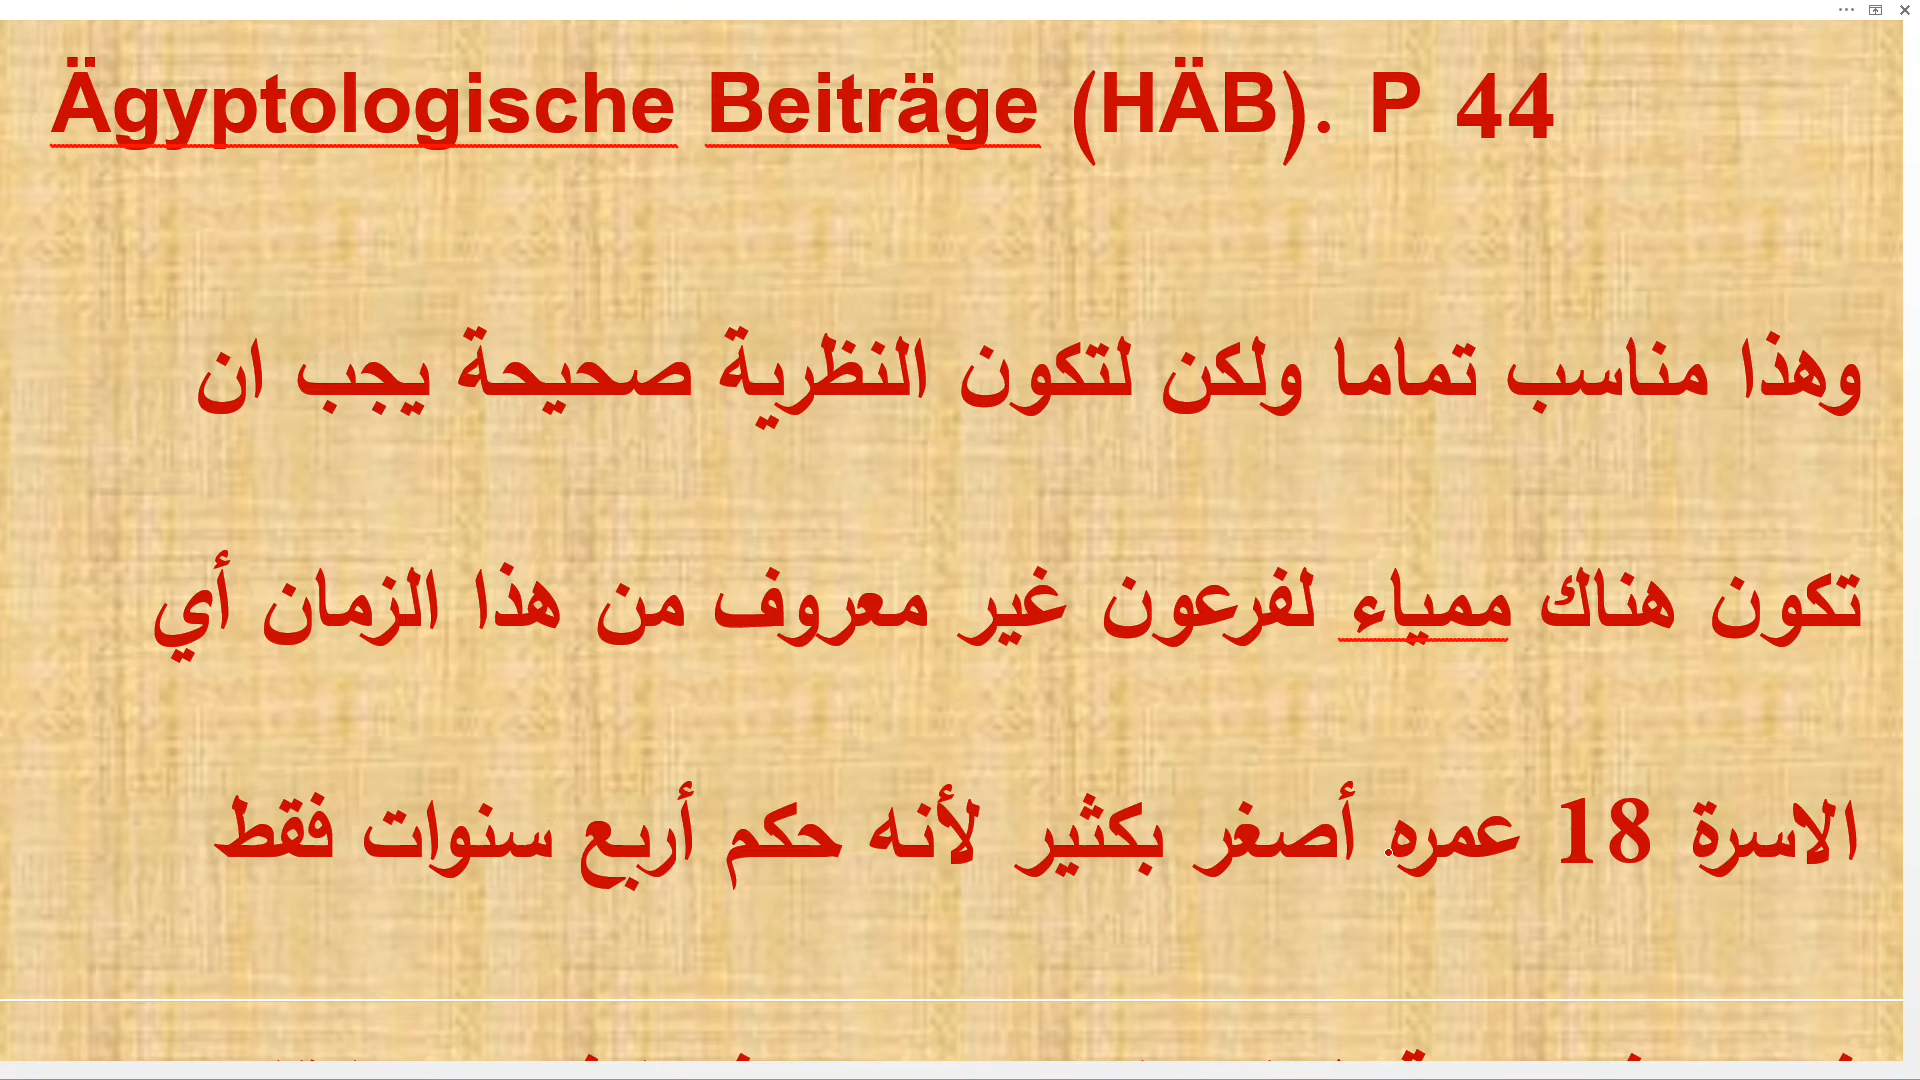 Ägyptologische Beiträge (HÄB). P 44
وهذا مناسب تماما ولكن لتكون النظرية صحيحة يجب ان
تكون هناك ممياء لفرعون غير معروف من هذا الزمان أي
الاسرة 18 عمره أصغر بكثير لأنه حكم أربع سنوات فقط